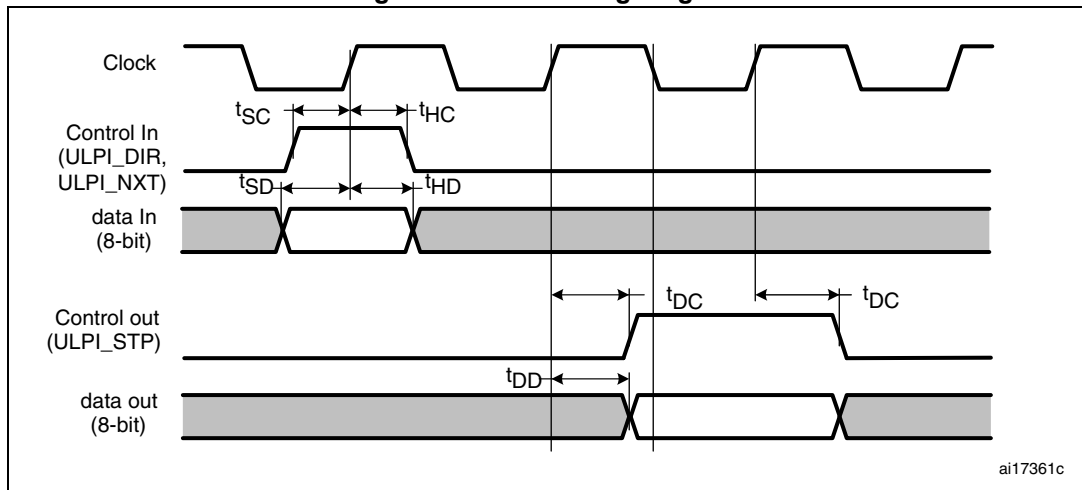 Clock
tSC
tHC
Control In
(ULPI_DIR,
ULPI_NXT)
tSD
tHD
data In
(8-bit)
tDC
tDC
Control out
(ULPI_STP)
tDD
data out
(8-bit)
ai17361c